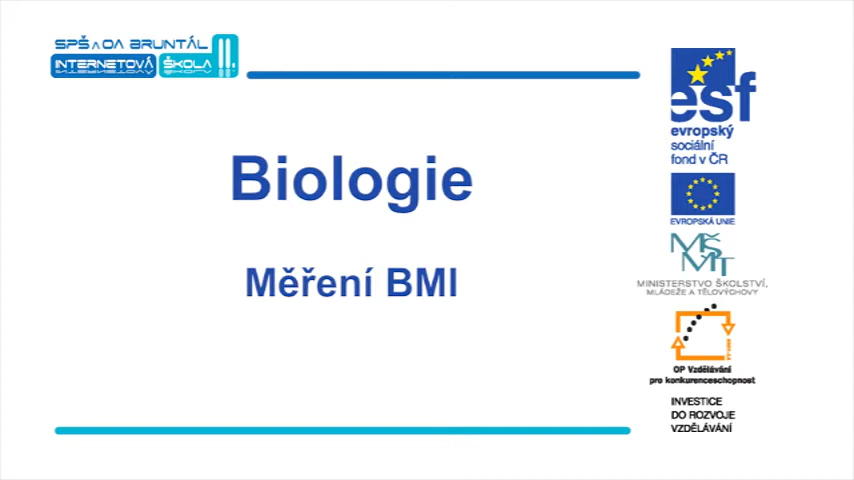 SPŠ A OA BRUNTÁL
INTERNETOVÁ ŠKOLA
Biologie
Měření BMI
esf
evropský
sociální
fond v ČR
EVROPSKÁ UNIE
MŠMT
MINISTERSTVO ŠKOLSTVÍ,
MLÁDEŽE A TĚLOVÝCHOVY
OP Vzdělávání
pro konkurenceschopnost
INVESTICE
DO ROZVOJE
VZDĚLÁVÁNÍ